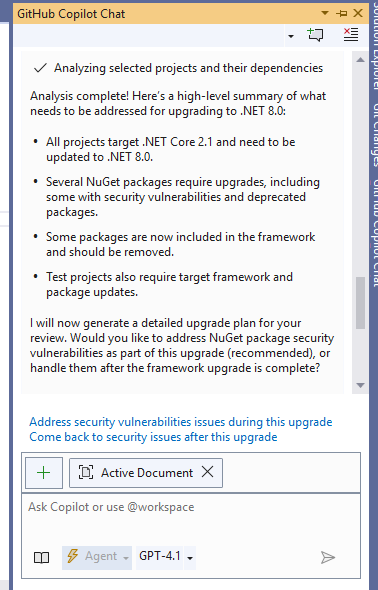 GitHub Copilot Chat
Analyzing selected projects and their dependencies
Analysis complete! Here's a high-level summary of what
needs to be addressed for upgrading to .NET 8.0:
• All projects target .NET Core 2.1 and need to be
updated to .NET 8.0.
• Several NuGet packages require upgrades, including
some with security vulnerabilities and deprecated
packages.
• Some packages are now included in the framework
and should be removed.
• Test projects also require target framework and
package updates.
I will now generate a detailed upgrade plan for your
review. Would you like to address NuGet package security
vulnerabilities as part of this upgrade (recommended), or
handle them after the framework upgrade is complete?
Address security vulnerabilities issues during this upgrade
Come back to security issues after this upgrade
Active Document
Ask Copilot or use @workspace
Agent
GPT-4.1
Solution Explorer
Git Changes
GitHub Copilot Chat